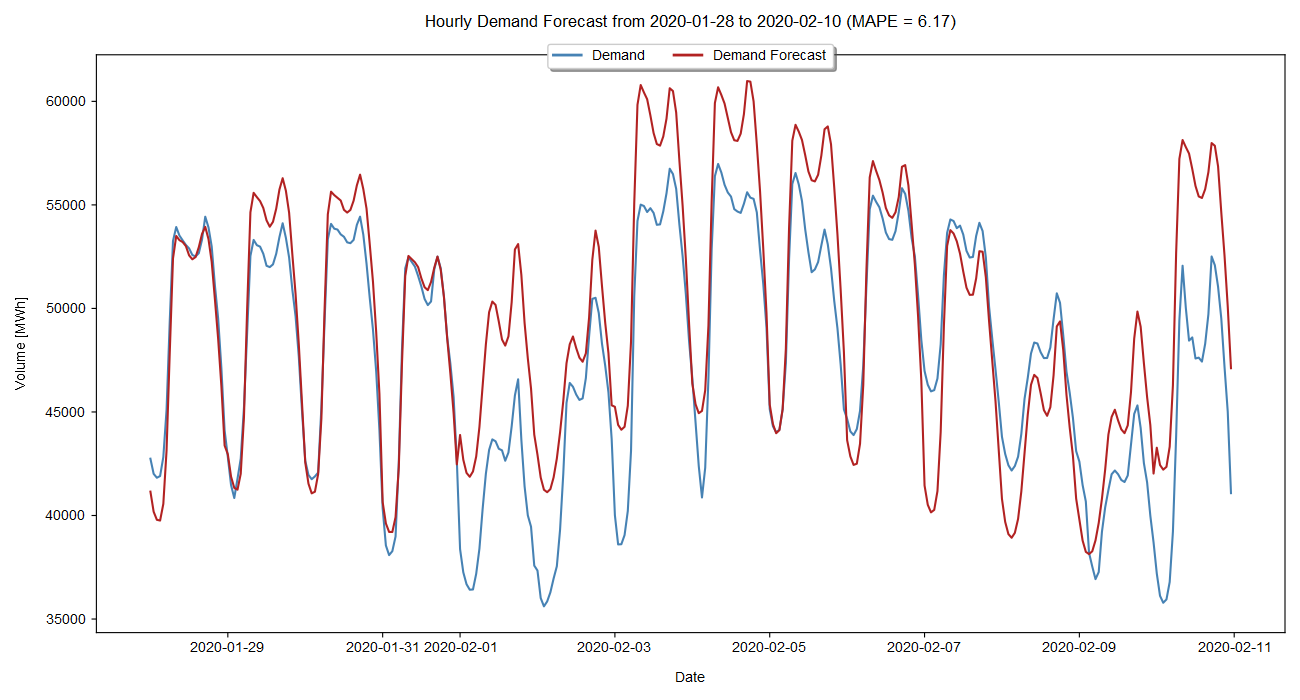 Hourly Demand Forecast from 2020-01-28 to 2020-02-10 (MAPE = 6.17)
Demand Demand Forecast
Volume [MWh]
60000
55000
50000
45000
40000
35000
2020-01-29 2020-01-31 2020-02-01 2020-02-03 2020-02-05 2020-02-07 2020-02-09 2020-02-11
Date